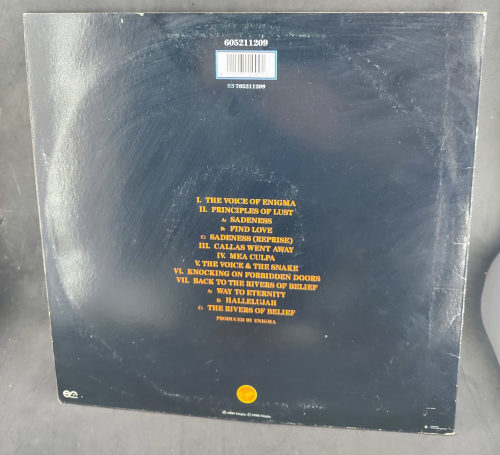 605211209
705211209
I. THE VOICE OF ENIGMA
II. PRINCIPLES OF LUST
A: SADENESS
B: FIND LOVE
C: SADENESS (REPRISE)
III. CALLAS WENT AWAY
IV. MEA CULPA
V. THE VOICE & THE SNAKE
VI. KNOCKING ON FORBIDDEN DOORS
VII. BACK TO THE RIVERS OF BELIEF
A: WAY TO ETERNITY
B: HALLELUJAH
C: THE RIVERS OF BELIEF
PRODUCED BY ENIGMA